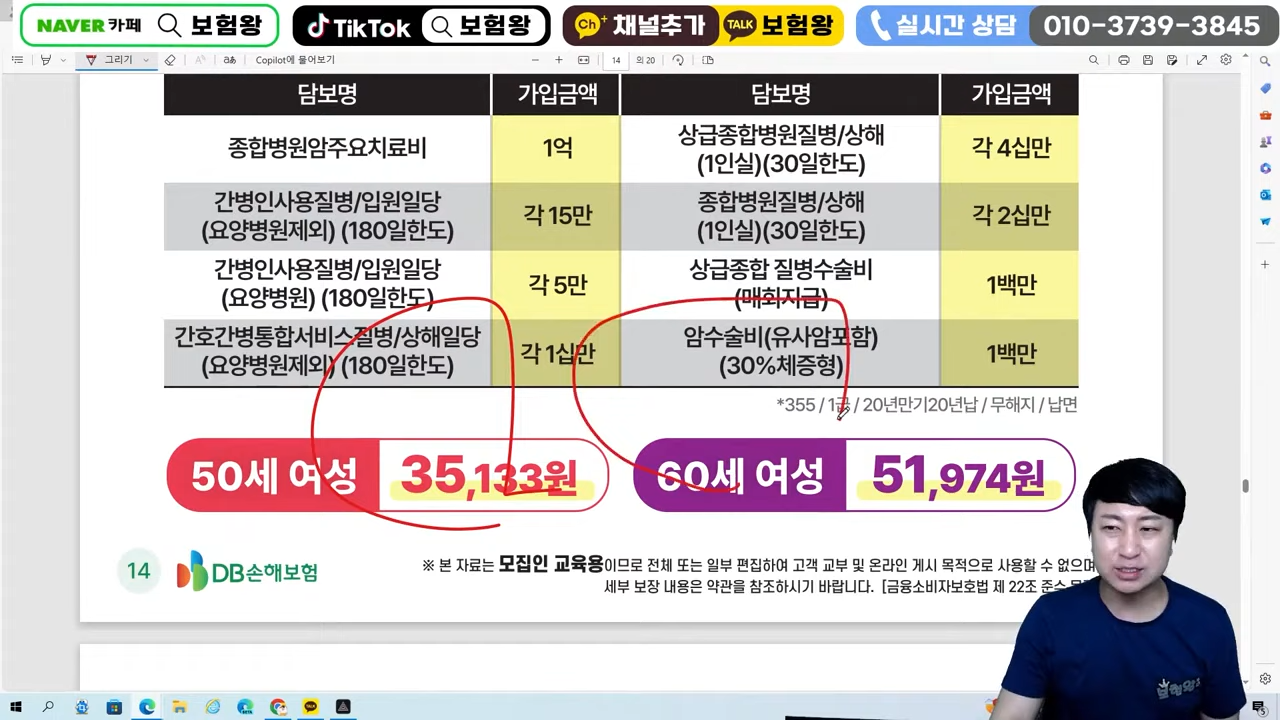 NAVER 카페 보험왕
TikTok 보험왕
Ch+ 채널추가 TALK 보험왕
실시간 상담 010-3739-3845
그리기
Copilot에 물어보기
14 의 20
담보명 가입금액 담보명 가입금액
종합병원암주요치료비 1억
상급종합병원질병/상해
(1인실)(30일한도) 각 4십만
간병인사용질병/입원일당
(요양병원제외) (180일한도) 각 15만
종합병원질병/상해
(1인실)(30일한도) 각 2십만
간병인사용질병/입원일당
(요양병원) (180일한도) 각 5만
상급종합 질병수술비
(매회지급) 1백만
간호간병통합서비스질병/상해일당
(요양병원제외) (180일한도) 각 1십만
암수술비(유사암포함)
(30%체증형) 1백만
*355 / 1급 / 20년만기20년납 / 무해지 / 납면
50세 여성 35,133원
60세 여성 51,974원
14 DB손해보험
※ 본 자료는 모집인 교육용이므로 전체 또는 일부 편집하여 고객 교부 및 온라인 게시 목적으로 사용할 수 없으며
세부 보장 내용은 약관을 참조하시기 바랍니다. [금융소비자보호법 제 22조 준수
보험왕